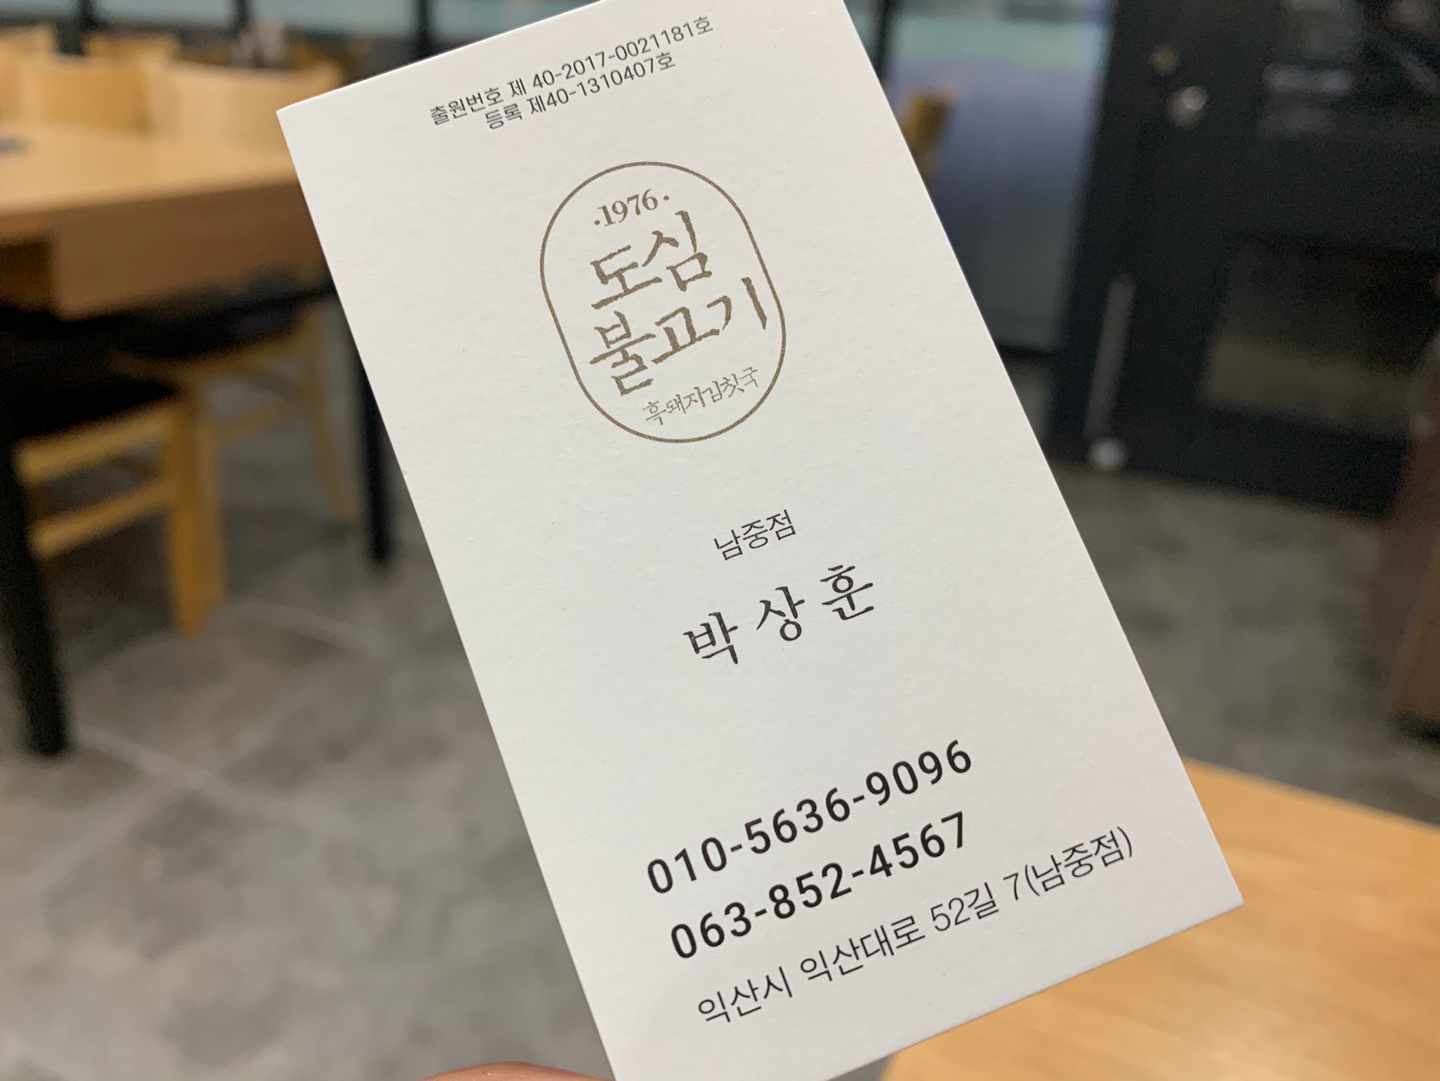 출원번호 제 40-2017-0021181호
등록 제40-1310407호
·1976·
도심
불고기
흑돼지김칫국
남중점
박상훈
010-5636-9096
063-852-4567
익산시 익산대로 52길 7(남중점)